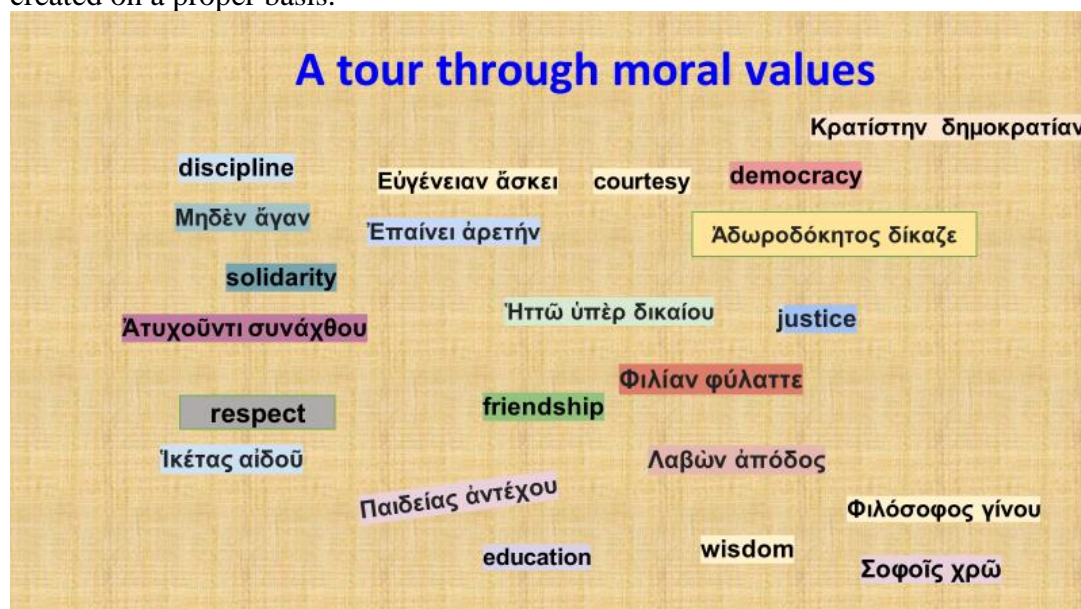 created on a proper basis.
A tour through moral values
Κρατίστην δημοκρατίαν
discipline
Εὐγένειαν ἄσκει
courtesy
democracy
Μηδὲν ἄγαν
Ἐπαίνει ἀρετήν
Ἀδωροδόκητος δίκαζε
solidarity
Ἀτυχοῦντι συνάχθου
Ἡττῶ ὑπὲρ δικαίου
justice
Φιλίαν φύλαττε
respect
friendship
Ἱκέτας αἰδοῦ
Λαβὼν ἀπόδος
Παιδείας ἀντέχου
Φιλόσοφος γίνου
education
wisdom
Σοφοῖς χρῶ